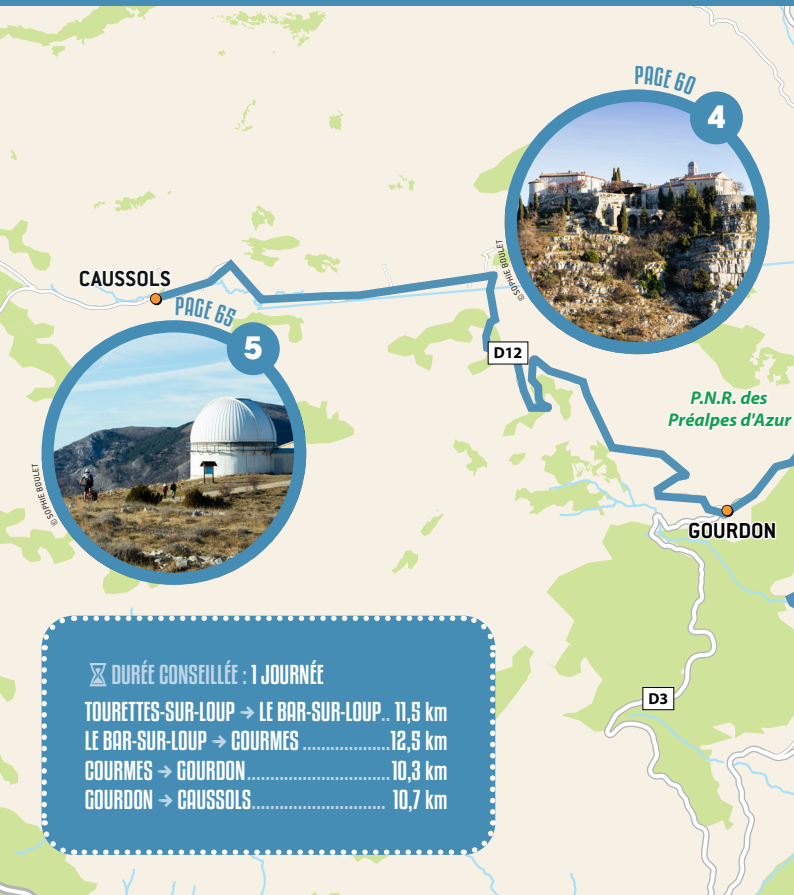 PAGE 60
4
© SOPHIE BOULET
CAUSSOLS
PAGE 65
5
D12
P.N.R. des
Préalpes d'Azur
© SOPHIE BOULET
GOURDON
D3
DURÉE CONSEILLÉE : 1 JOURNÉE
TOURETTES-SUR-LOUP → LE BAR-SUR-LOUP.. 11,5 km
LE BAR-SUR-LOUP → COURMES ..................12,5 km
COURMES → GOURDON.............................. 10,3 km
GOURDON → CAUSSOLS............................ 10,7 km